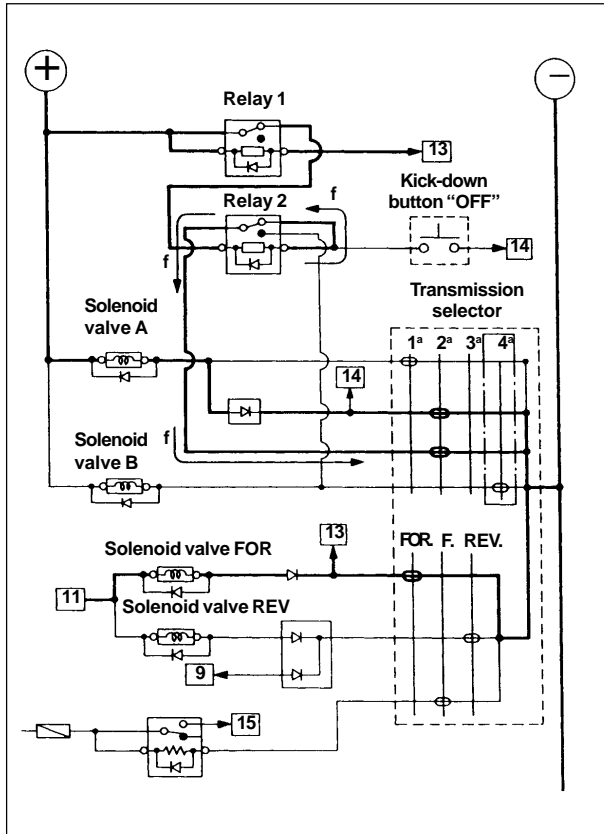 +
−
Relay 1
13
Kick-down
button “OFF”
Relay 2
f
f
14
Solenoid
valve A
Transmission
selector
1ª 2ª 3ª 4ª
14
Solenoid
valve B
f
13
FOR. F. REV.
Solenoid valve FOR
11
Solenoid valve REV
9
15